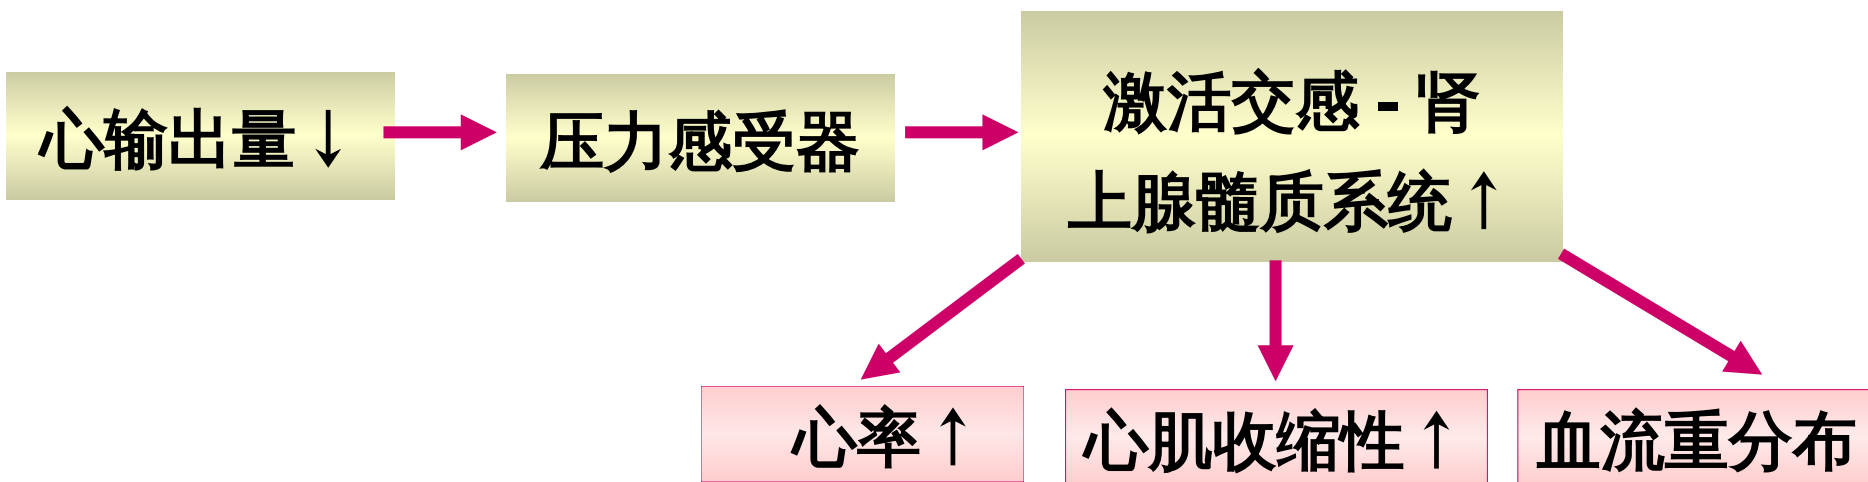 心输出量↓
压力感受器
激活交感-肾
上腺髓质系统↑
心率↑
心肌收缩性↑
血流重分布